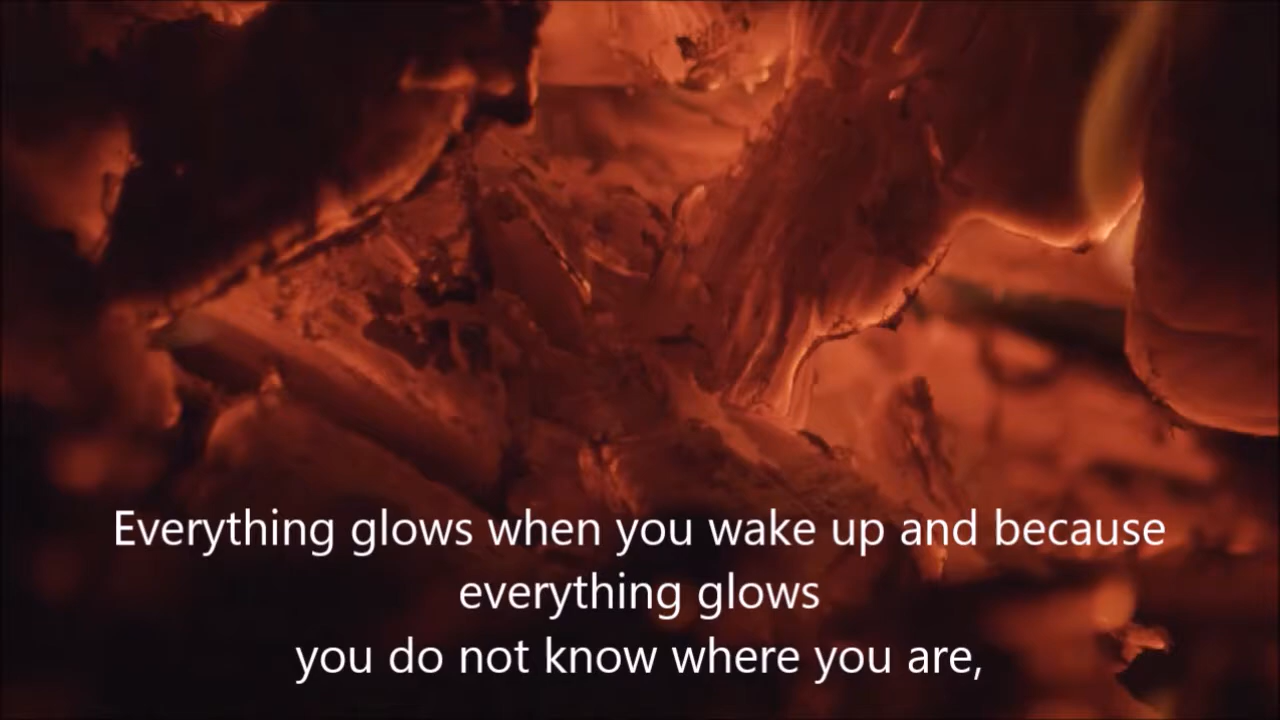 Everything glows when you wake up and because
everything glows
you do not know where you are,